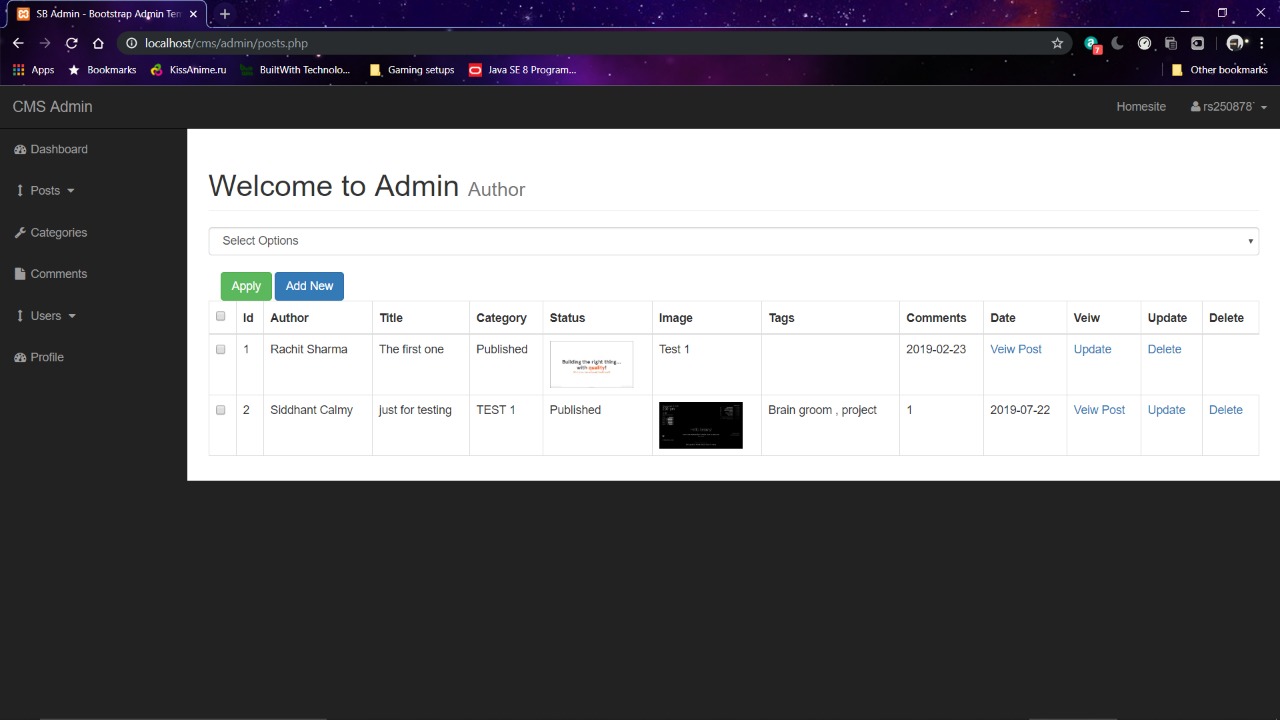 SB Admin - Bootstrap Admin Tem
localhost/cms/admin/posts.php
7
Apps Bookmarks KissAnime.ru BuiltWith Technolo... Gaming setups Java SE 8 Program... Other bookmarks
CMS Admin Homesite rs250878
Dashboard
Posts
Categories
Comments
Users
Profile
Welcome to Admin Author
Select Options
Apply Add New
Id Author Title Category Status Image Tags Comments Date Veiw Update Delete
1 Rachit Sharma The first one Published Test 1 2019-02-23 Veiw Post Update Delete
Building the right thing...
with quality!
2 Siddhant Calmy just for testing TEST 1 Published Brain groom , project 1 2019-07-22 Veiw Post Update Delete